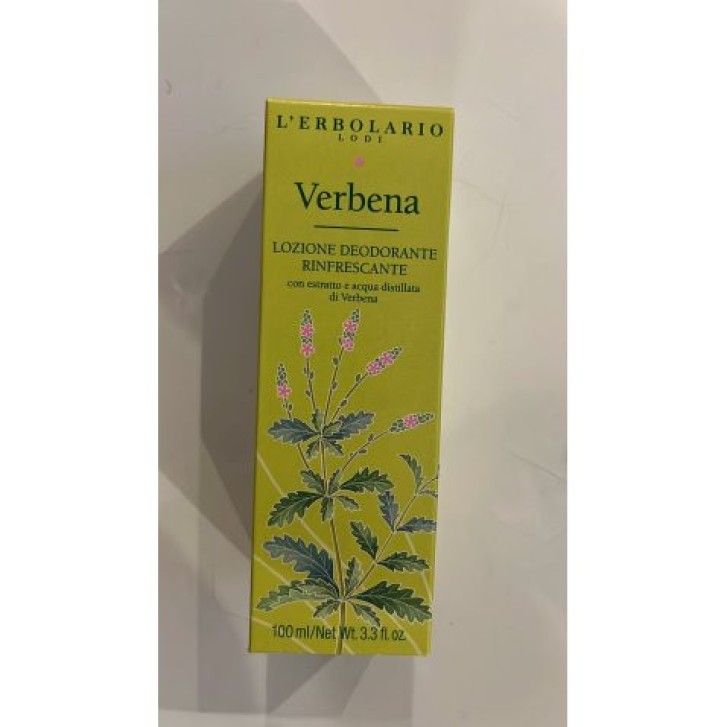 L'ERBOLARIO
LODI
Verbena
LOZIONE DEODORANTE
RINFRESCANTE
con estratto e acqua distillata
di Verbena
100 ml/Net Wt. 3.3 fl. oz.